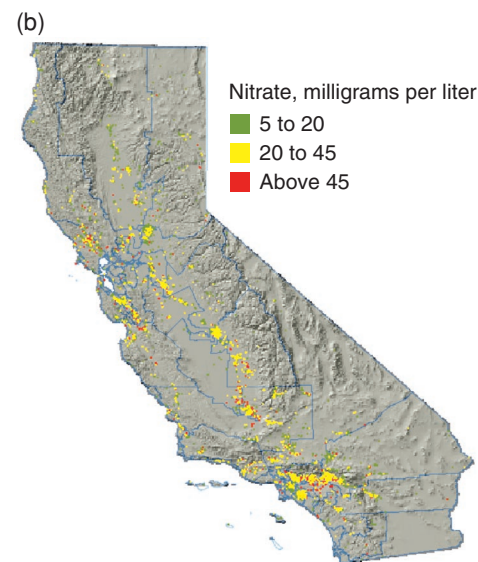 (b)
Nitrate, milligrams per liter
5 to 20
20 to 45
Above 45